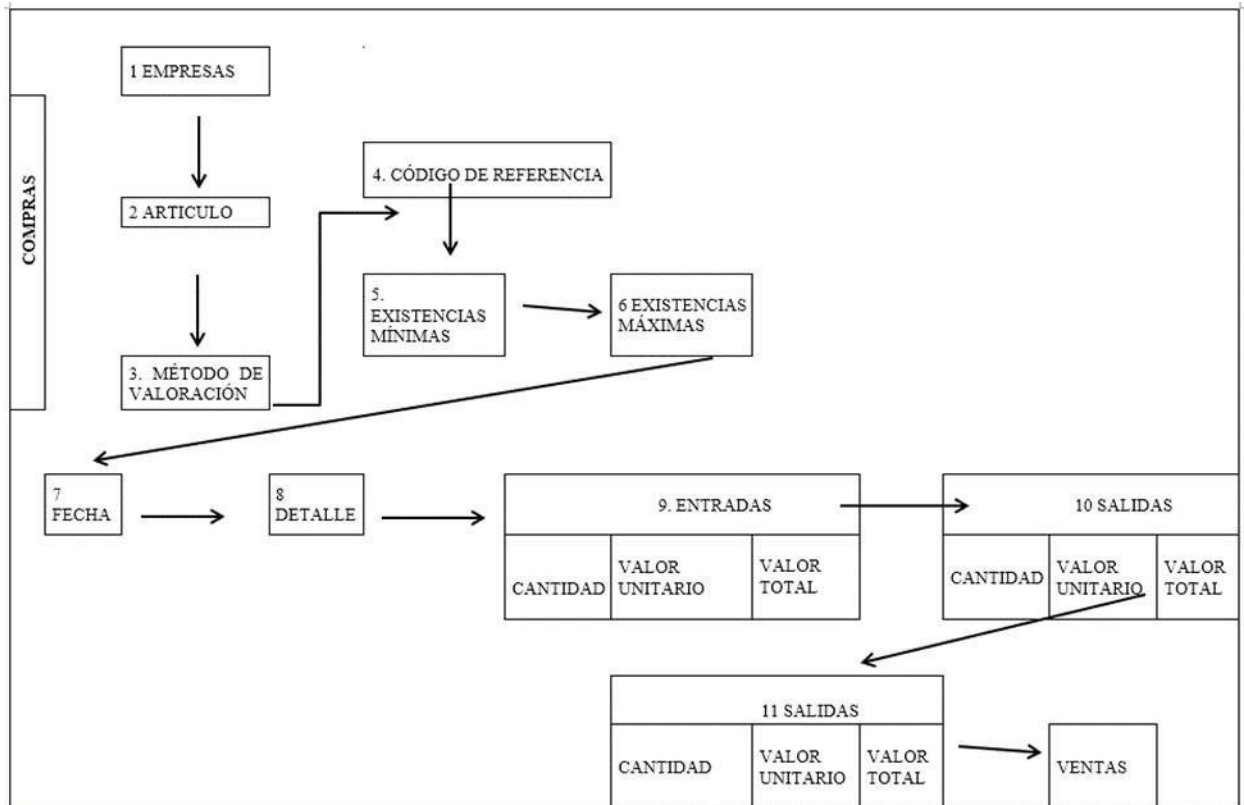 1 EMPRESAS
COMPRAS
2 ARTICULO
3. MÉTODO DE
VALORACIÓN
4. CÓDIGO DE REFERENCIA
5.
EXISTENCIAS
MÍNIMAS
6 EXISTENCIAS
MÁXIMAS
7
FECHA
8
DETALLE
9. ENTRADAS
CANTIDAD
VALOR
UNITARIO
VALOR
TOTAL
10 SALIDAS
CANTIDAD
VALOR
UNITARIO
VALOR
TOTAL
11 SALIDAS
CANTIDAD
VALOR
UNITARIO
VALOR
TOTAL
VENTAS